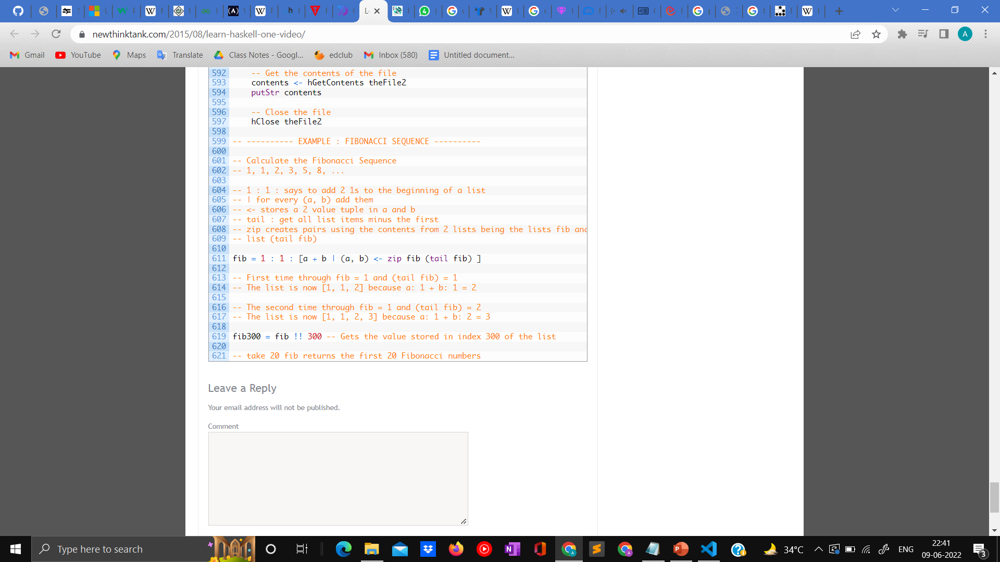 newthinktank.com/2015/08/learn-haskell-one-video/
A
Gmail YouTube Maps Translate Class Notes - Googl... edclub Inbox (580) Untitled document...
592 -- Get the contents of the file
593 contents <- hGetContents theFile2
594 putStr contents
595
596 -- Close the file
597 hClose theFile2
598
599 -- ---------- EXAMPLE : FIBONACCI SEQUENCE ----------
600
601 -- Calculate the Fibonacci Sequence
602 -- 1, 1, 2, 3, 5, 8, ...
603
604 -- 1 : 1 : says to add 2 1s to the beginning of a list
605 -- | for every (a, b) add them
606 -- <- stores a 2 value tuple in a and b
607 -- tail : get all list items minus the first
608 -- zip creates pairs using the contents from 2 lists being the lists fib and
609 -- list (tail fib)
610
611 fib = 1 : 1 : [a + b | (a, b) <- zip fib (tail fib) ]
612
613 -- First time through fib = 1 and (tail fib) = 1
614 -- The list is now [1, 1, 2] because a: 1 + b: 1 = 2
615
616 -- The second time through fib = 1 and (tail fib) = 2
617 -- The list is now [1, 1, 2, 3] because a: 1 + b: 2 = 3
618
619 fib300 = fib !! 300 -- Gets the value stored in index 300 of the list
620
621 -- take 20 fib returns the first 20 Fibonacci numbers
Leave a Reply
Your email address will not be published.
Comment
Type here to search
34°C ENG 22:41
09-06-2022
3